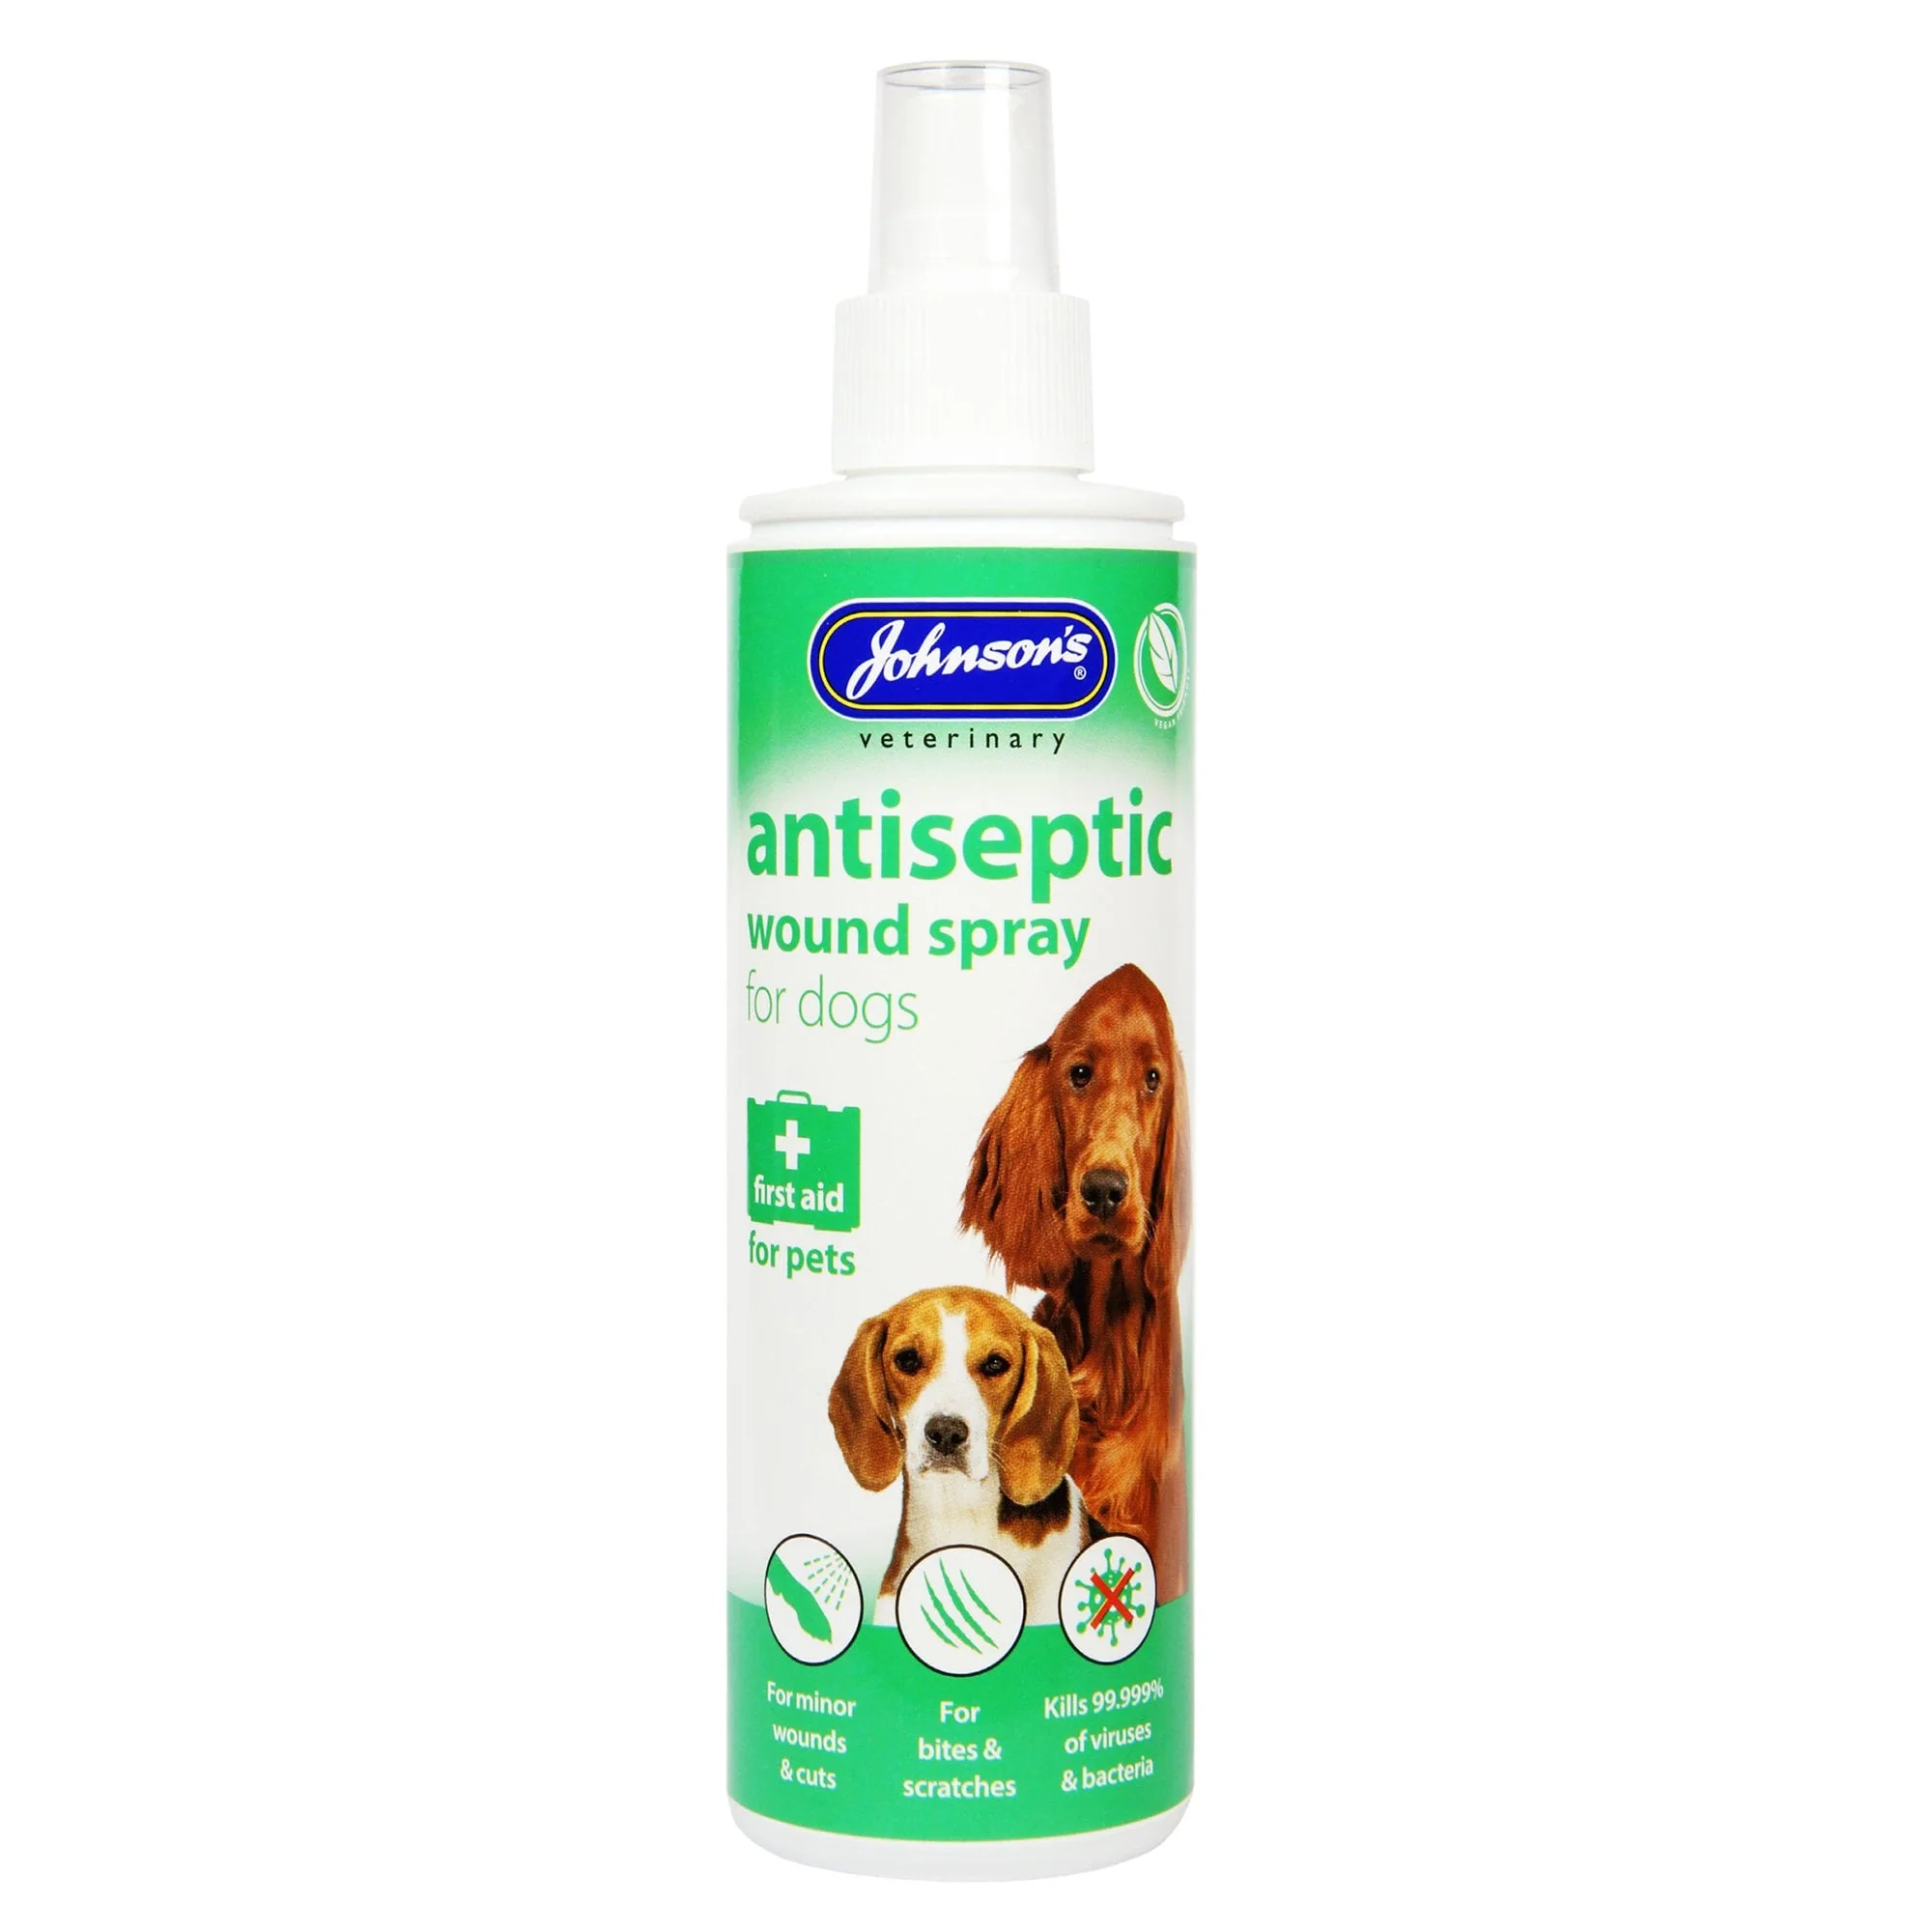 Johnson's®
VEGAN
veterinary
antiseptic
wound spray
for dogs
first aid
for pets
For minor
wounds
& cuts
For
bites &
scratches
Kills 99.999%
of viruses
& bacteria